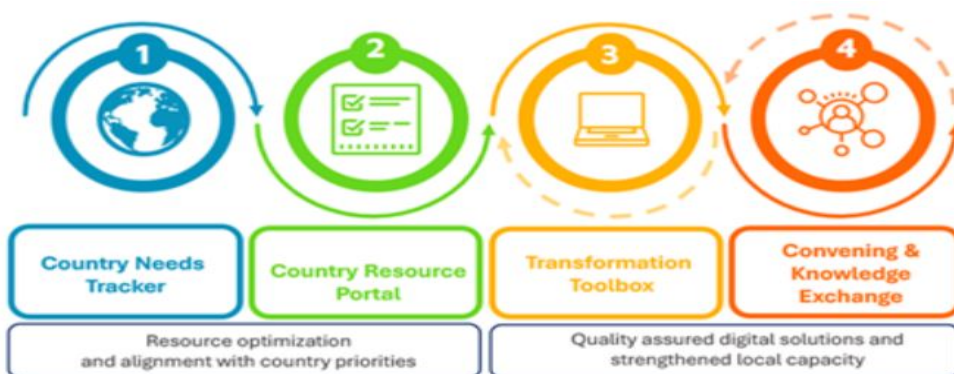 1
2
3
4
Country Needs
Tracker
Country Resource
Portal
Transformation
Toolbox
Convening &
Knowledge
Exchange
Resource optimization
and alignment with country priorities
Quality assured digital solutions and
strengthened local capacity